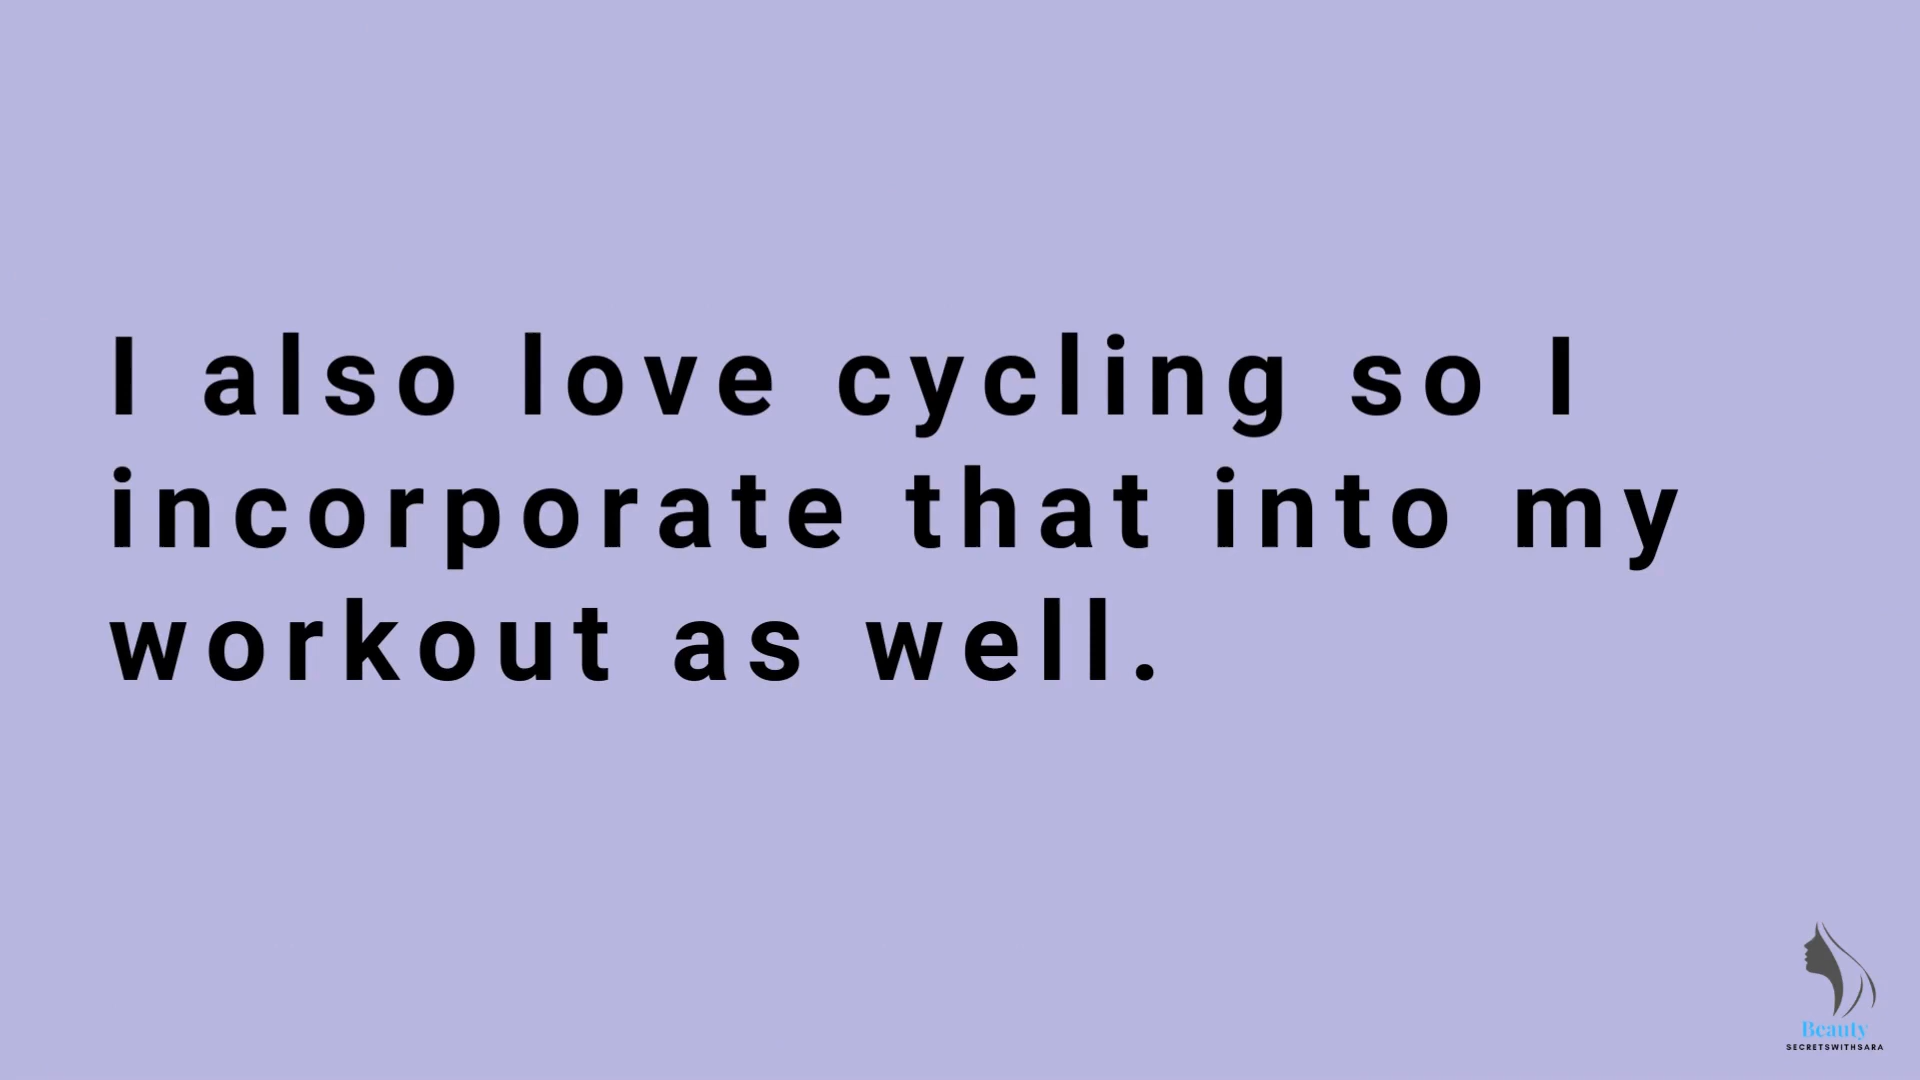 I also love cycling so I
incorporate that into my
workout as well.
Beauty
SECRETSWITHSARA